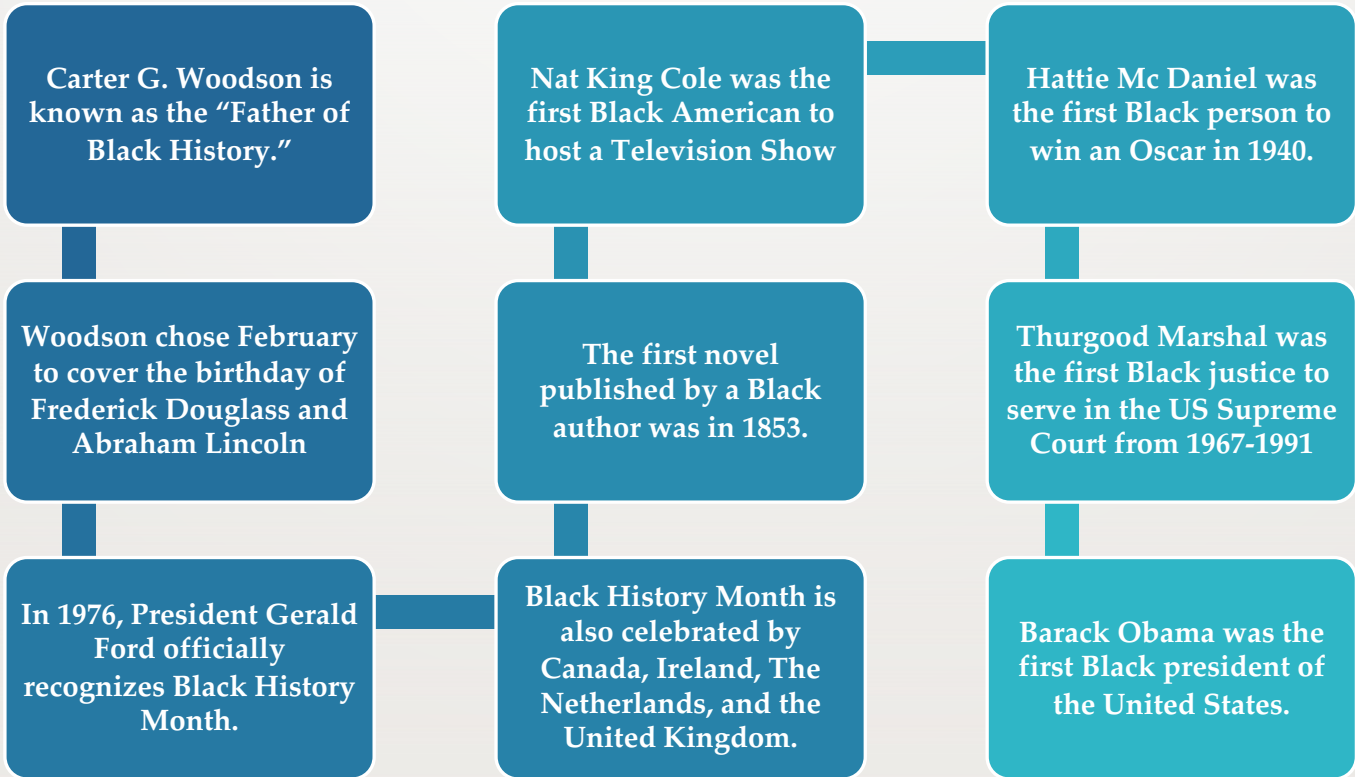 Carter G. Woodson is
known as the “Father of
Black History.”
Woodson chose February
to cover the birthday of
Frederick Douglass and
Abraham Lincoln
In 1976, President Gerald
Ford officially
recognizes Black History
Month.
Black History Month is
also celebrated by
Canada, Ireland, The
Netherlands, and the
United Kingdom.
The first novel
published by a Black
author was in 1853.
Nat King Cole was the
first Black American to
host a Television Show
Hattie Mc Daniel was
the first Black person to
win an Oscar in 1940.
Thurgood Marshal was
the first Black justice to
serve in the US Supreme
Court from 1967-1991
Barack Obama was the
first Black president of
the United States.